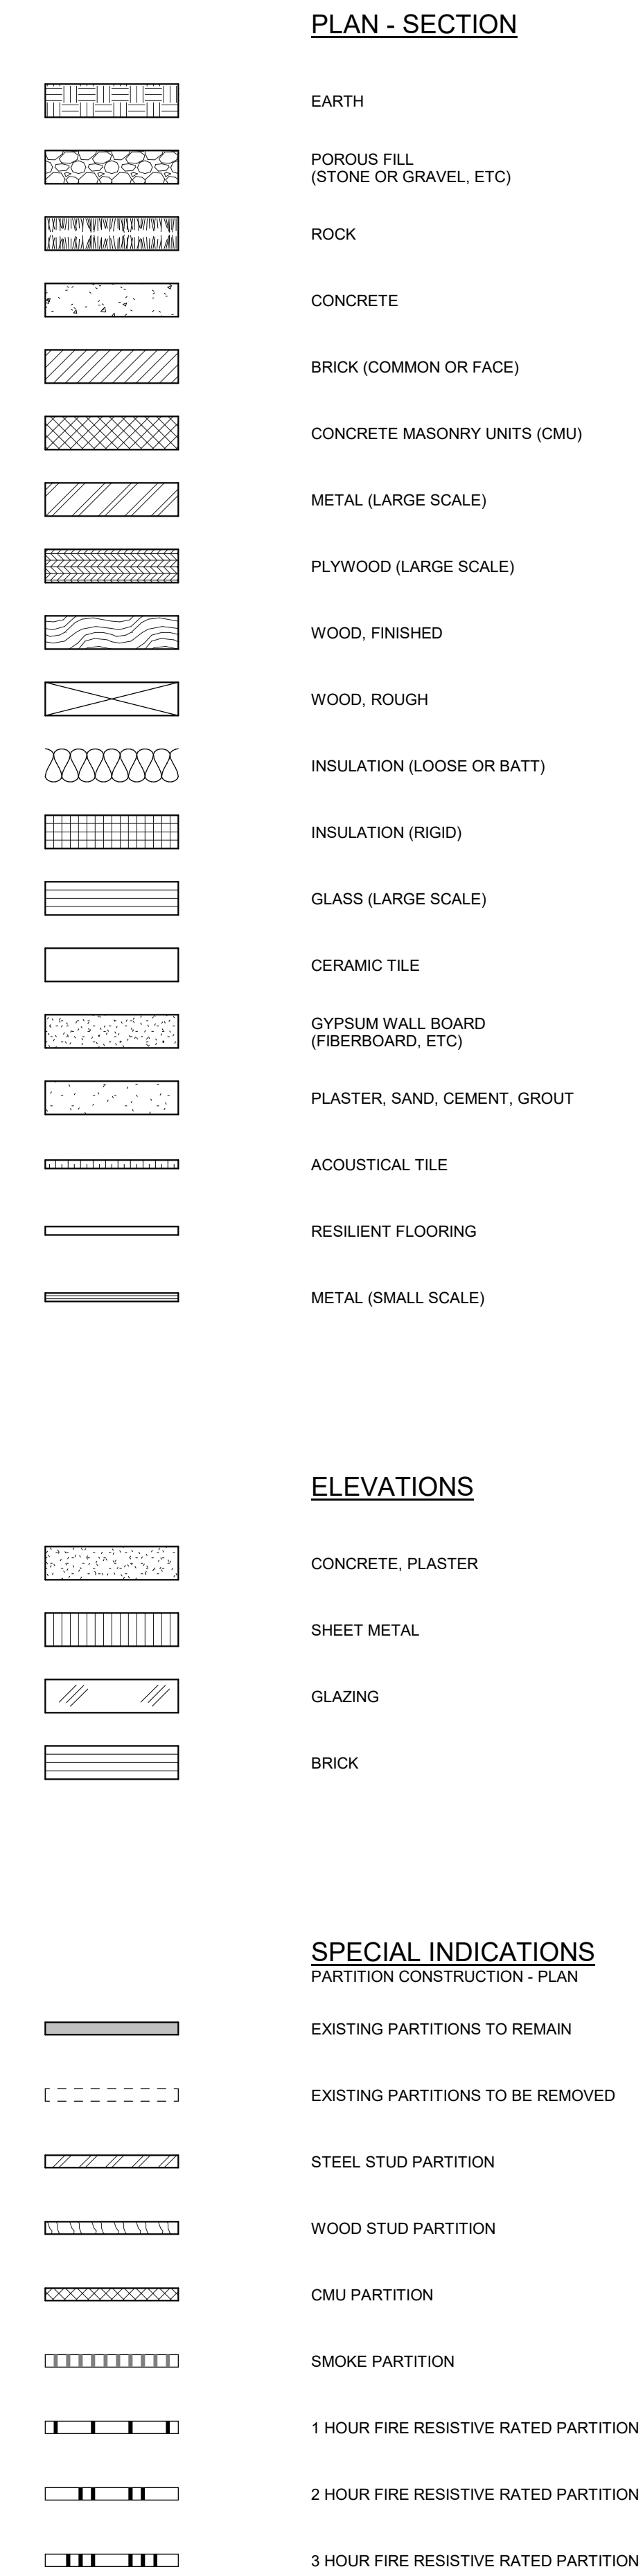 PLAN - SECTION
EARTH
POROUS FILL
(STONE OR GRAVEL, ETC)
ROCK
CONCRETE
BRICK (COMMON OR FACE)
CONCRETE MASONRY UNITS (CMU)
METAL (LARGE SCALE)
PLYWOOD (LARGE SCALE)
WOOD, FINISHED
WOOD, ROUGH
INSULATION (LOOSE OR BATT)
INSULATION (RIGID)
GLASS (LARGE SCALE)
CERAMIC TILE
GYPSUM WALL BOARD
(FIBERBOARD, ETC)
PLASTER, SAND, CEMENT, GROUT
ACOUSTICAL TILE
RESILIENT FLOORING
METAL (SMALL SCALE)
ELEVATIONS
CONCRETE, PLASTER
SHEET METAL
GLAZING
BRICK
SPECIAL INDICATIONS
PARTITION CONSTRUCTION - PLAN
EXISTING PARTITIONS TO REMAIN
EXISTING PARTITIONS TO BE REMOVED
STEEL STUD PARTITION
WOOD STUD PARTITION
CMU PARTITION
SMOKE PARTITION
1 HOUR FIRE RESISTIVE RATED PARTITION
2 HOUR FIRE RESISTIVE RATED PARTITION
3 HOUR FIRE RESISTIVE RATED PARTITION